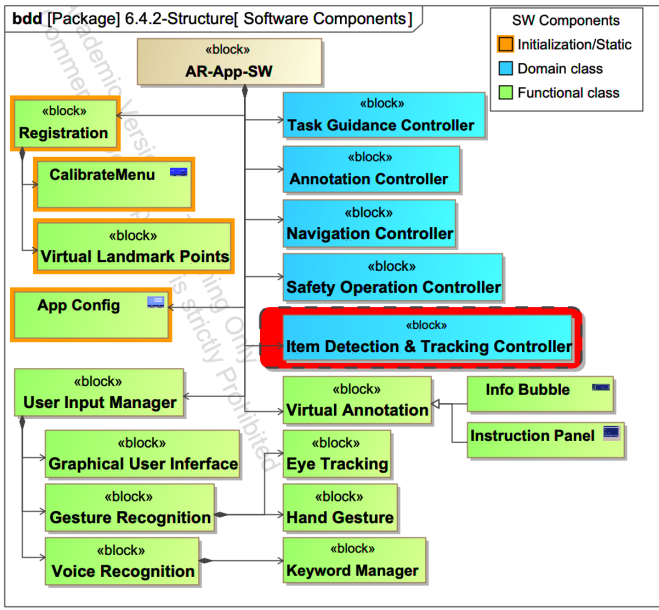 bdd [Package] 6.4.2-Structure[ Software Components]
SW Components
Initialization/Static
Domain class
Functional class
«block»
AR-App-SW
«block»
Registration
CalibrateMenu
«block»
Virtual Landmark Points
App Config
«block»
User Input Manager
«block»
Graphical User Inferface
«block»
Gesture Recognition
«block»
Voice Recognition
«block»
Task Guidance Controller
«block»
Annotation Controller
«block»
Navigation Controller
«block»
Safety Operation Controller
«block»
Item Detection & Tracking Controller
«block»
Virtual Annotation
Info Bubble
Instruction Panel
«block»
Eye Tracking
«block»
Hand Gesture
«block»
Keyword Manager
is strictly Prohibited